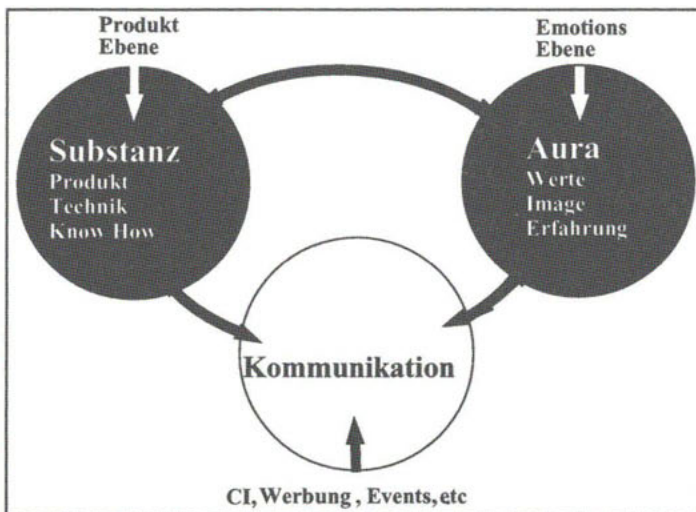 Produkt
Ebene
Emotions
Ebene
Substanz
Produkt
Technik
Know How
Aura
Werte
Image
Erfahrung
Kommunikation
CI, Werbung , Events, etc